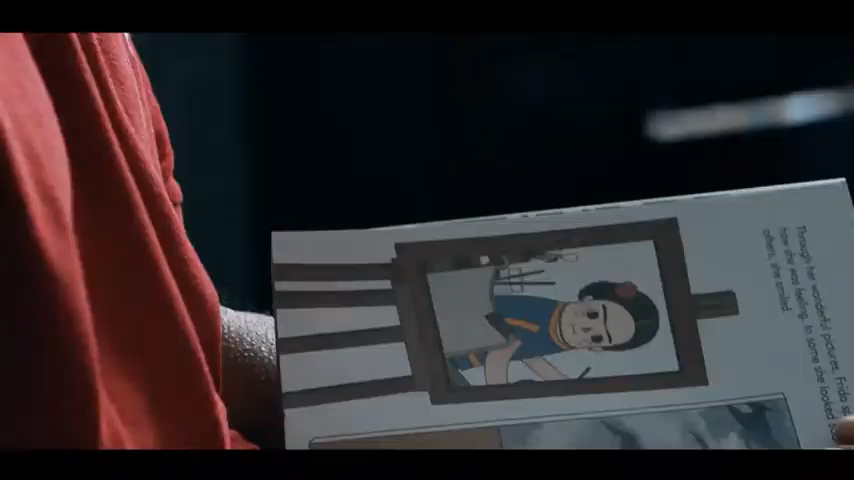 Through her wonderful pictures, Frida
how she was feeling. In some she looked
others, she smiled.